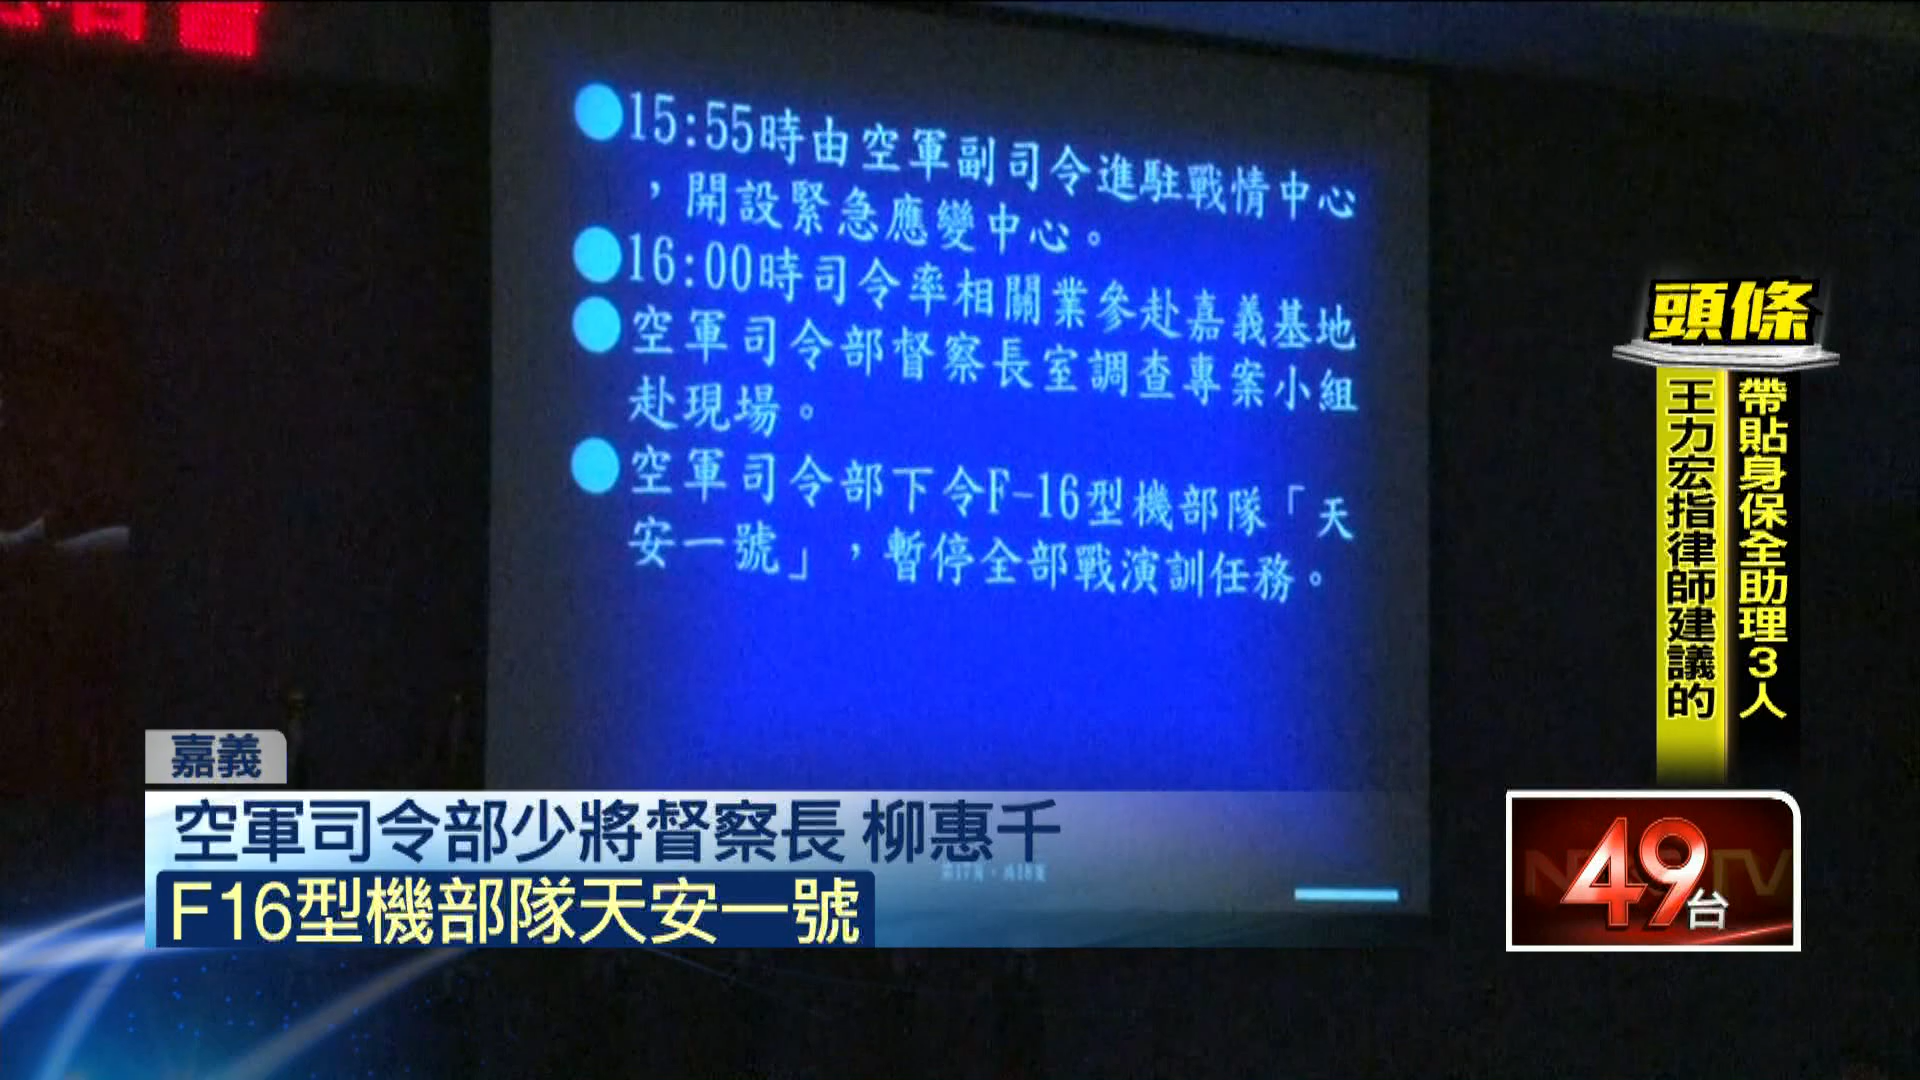 ●15:55時由空軍副司令進駐戰情中心
，開設緊急應變中心。
●16:00時司令率相關業參赴嘉義基地
●空軍司令部督察長室調查專案小組
赴現場。
●空軍司令部下令F-16型機部隊「天
安一號」，暫停全部戰演訓任務。
頭條
帶貼身保全助理3人
王力宏指律師建議的
嘉義
空軍司令部少將督察長 柳惠千
F16型機部隊天安一號
49台